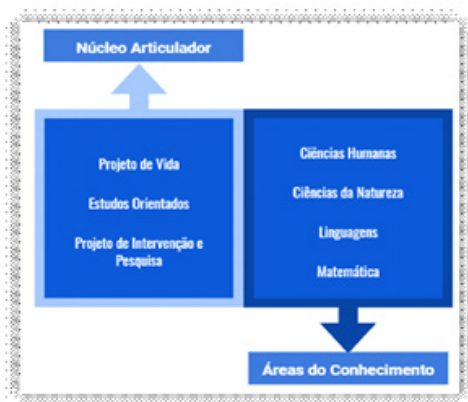 Núcleo Articulador
Projeto de Vida
Estudos Orientados
Projeto de Intervenção e
Pesquisa
Ciências Humanas
Ciências da Natureza
Linguagens
Matemática
Áreas do Conhecimento